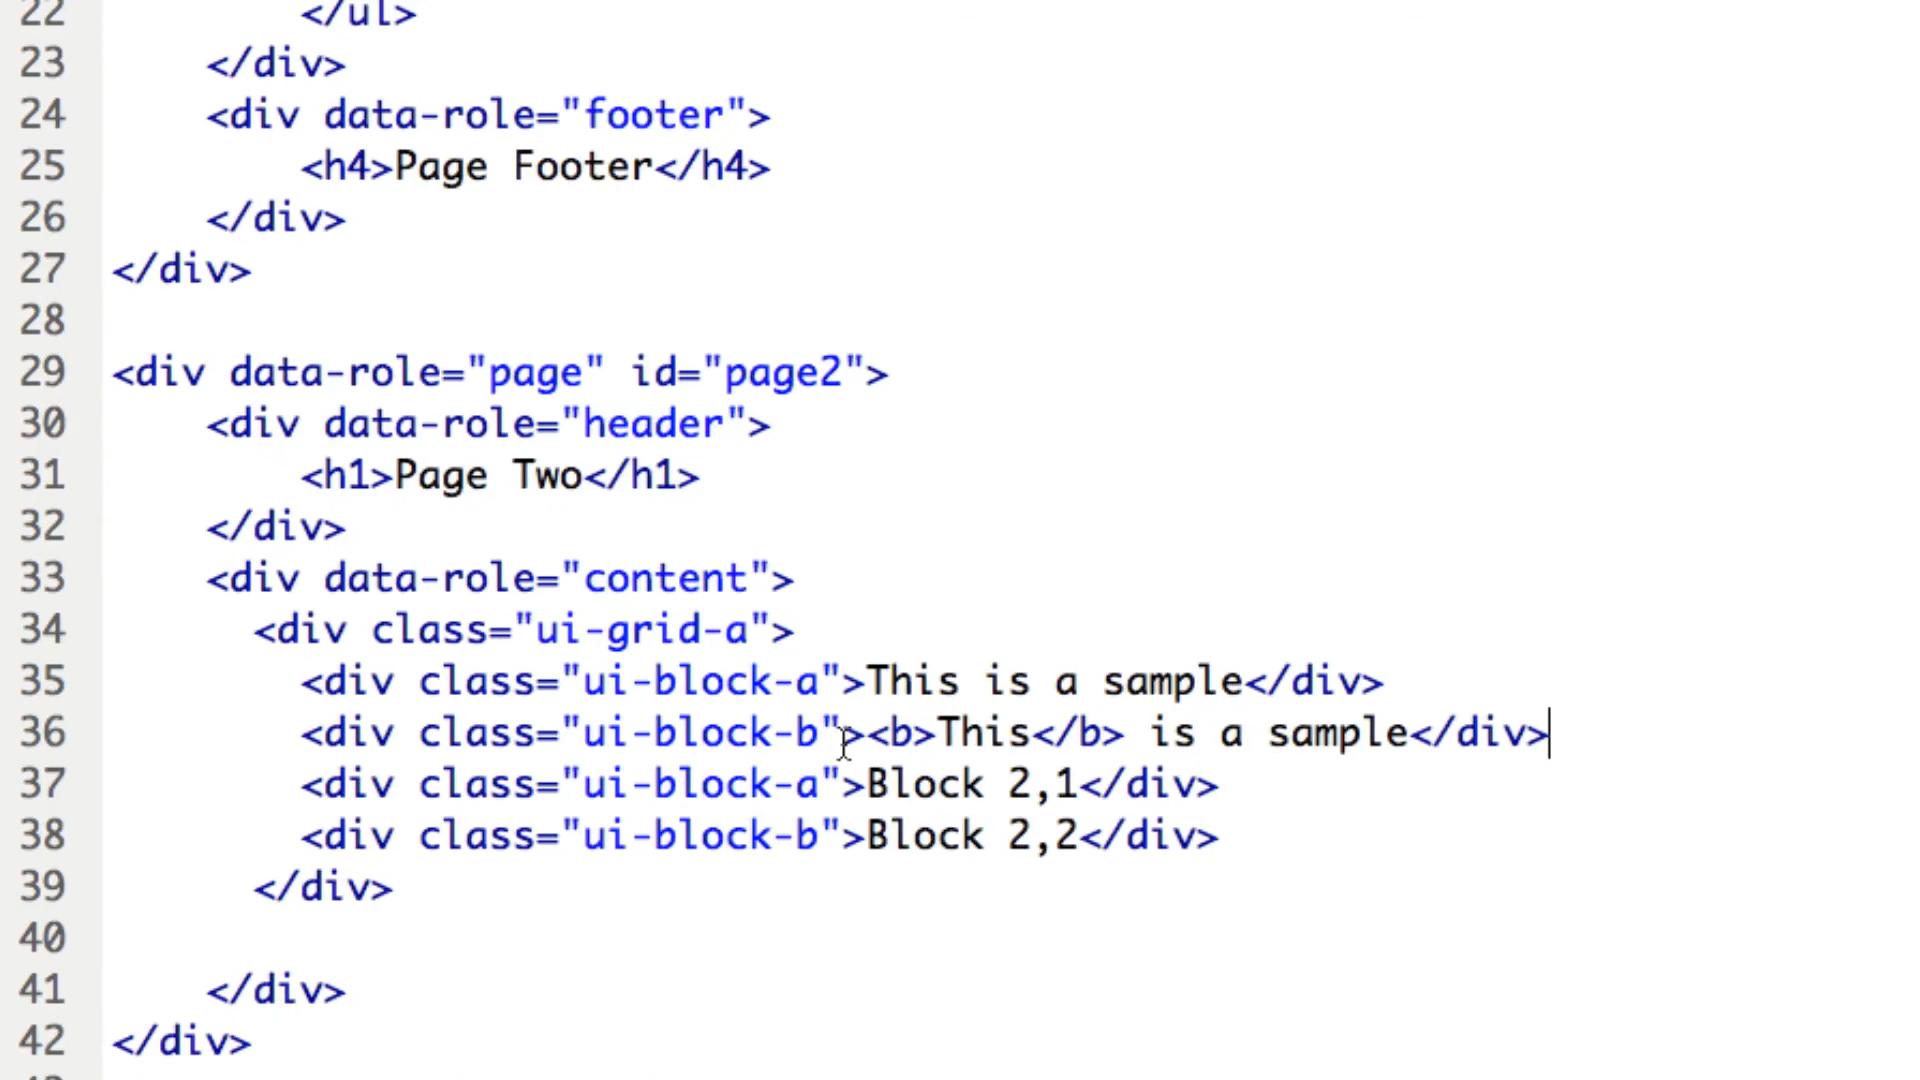 22 </ul>
23 </div>
24 <div data-role="footer">
25 <h4>Page Footer</h4>
26 </div>
27 </div>
28
29 <div data-role="page" id="page2">
30 <div data-role="header">
31 <h1>Page Two</h1>
32 </div>
33 <div data-role="content">
34 <div class="ui-grid-a">
35 <div class="ui-block-a">This is a sample</div>
36 <div class="ui-block-b"><b>This</b> is a sample</div>
37 <div class="ui-block-a">Block 2,1</div>
38 <div class="ui-block-b">Block 2,2</div>
39 </div>
40
41 </div>
42 </div>